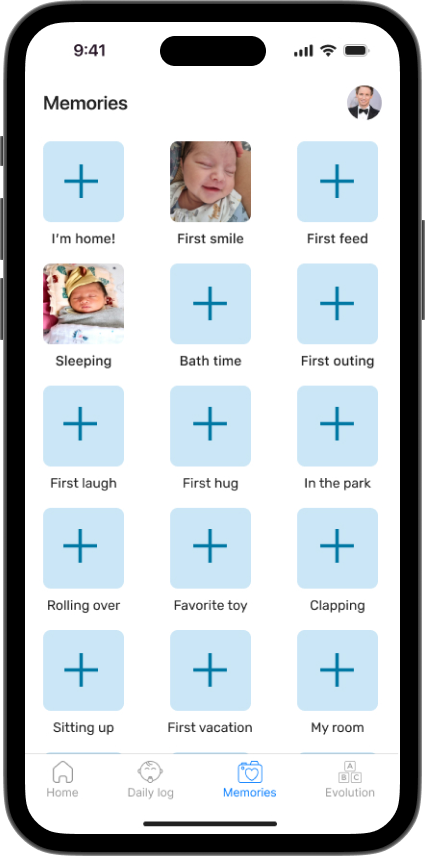 9:41
Memories
I'm home! First smile First feed
Sleeping Bath time First outing
First laugh First hug In the park
Rolling over Favorite toy Clapping
Sitting up First vacation My room
A
B C
Home Daily log Memories Evolution